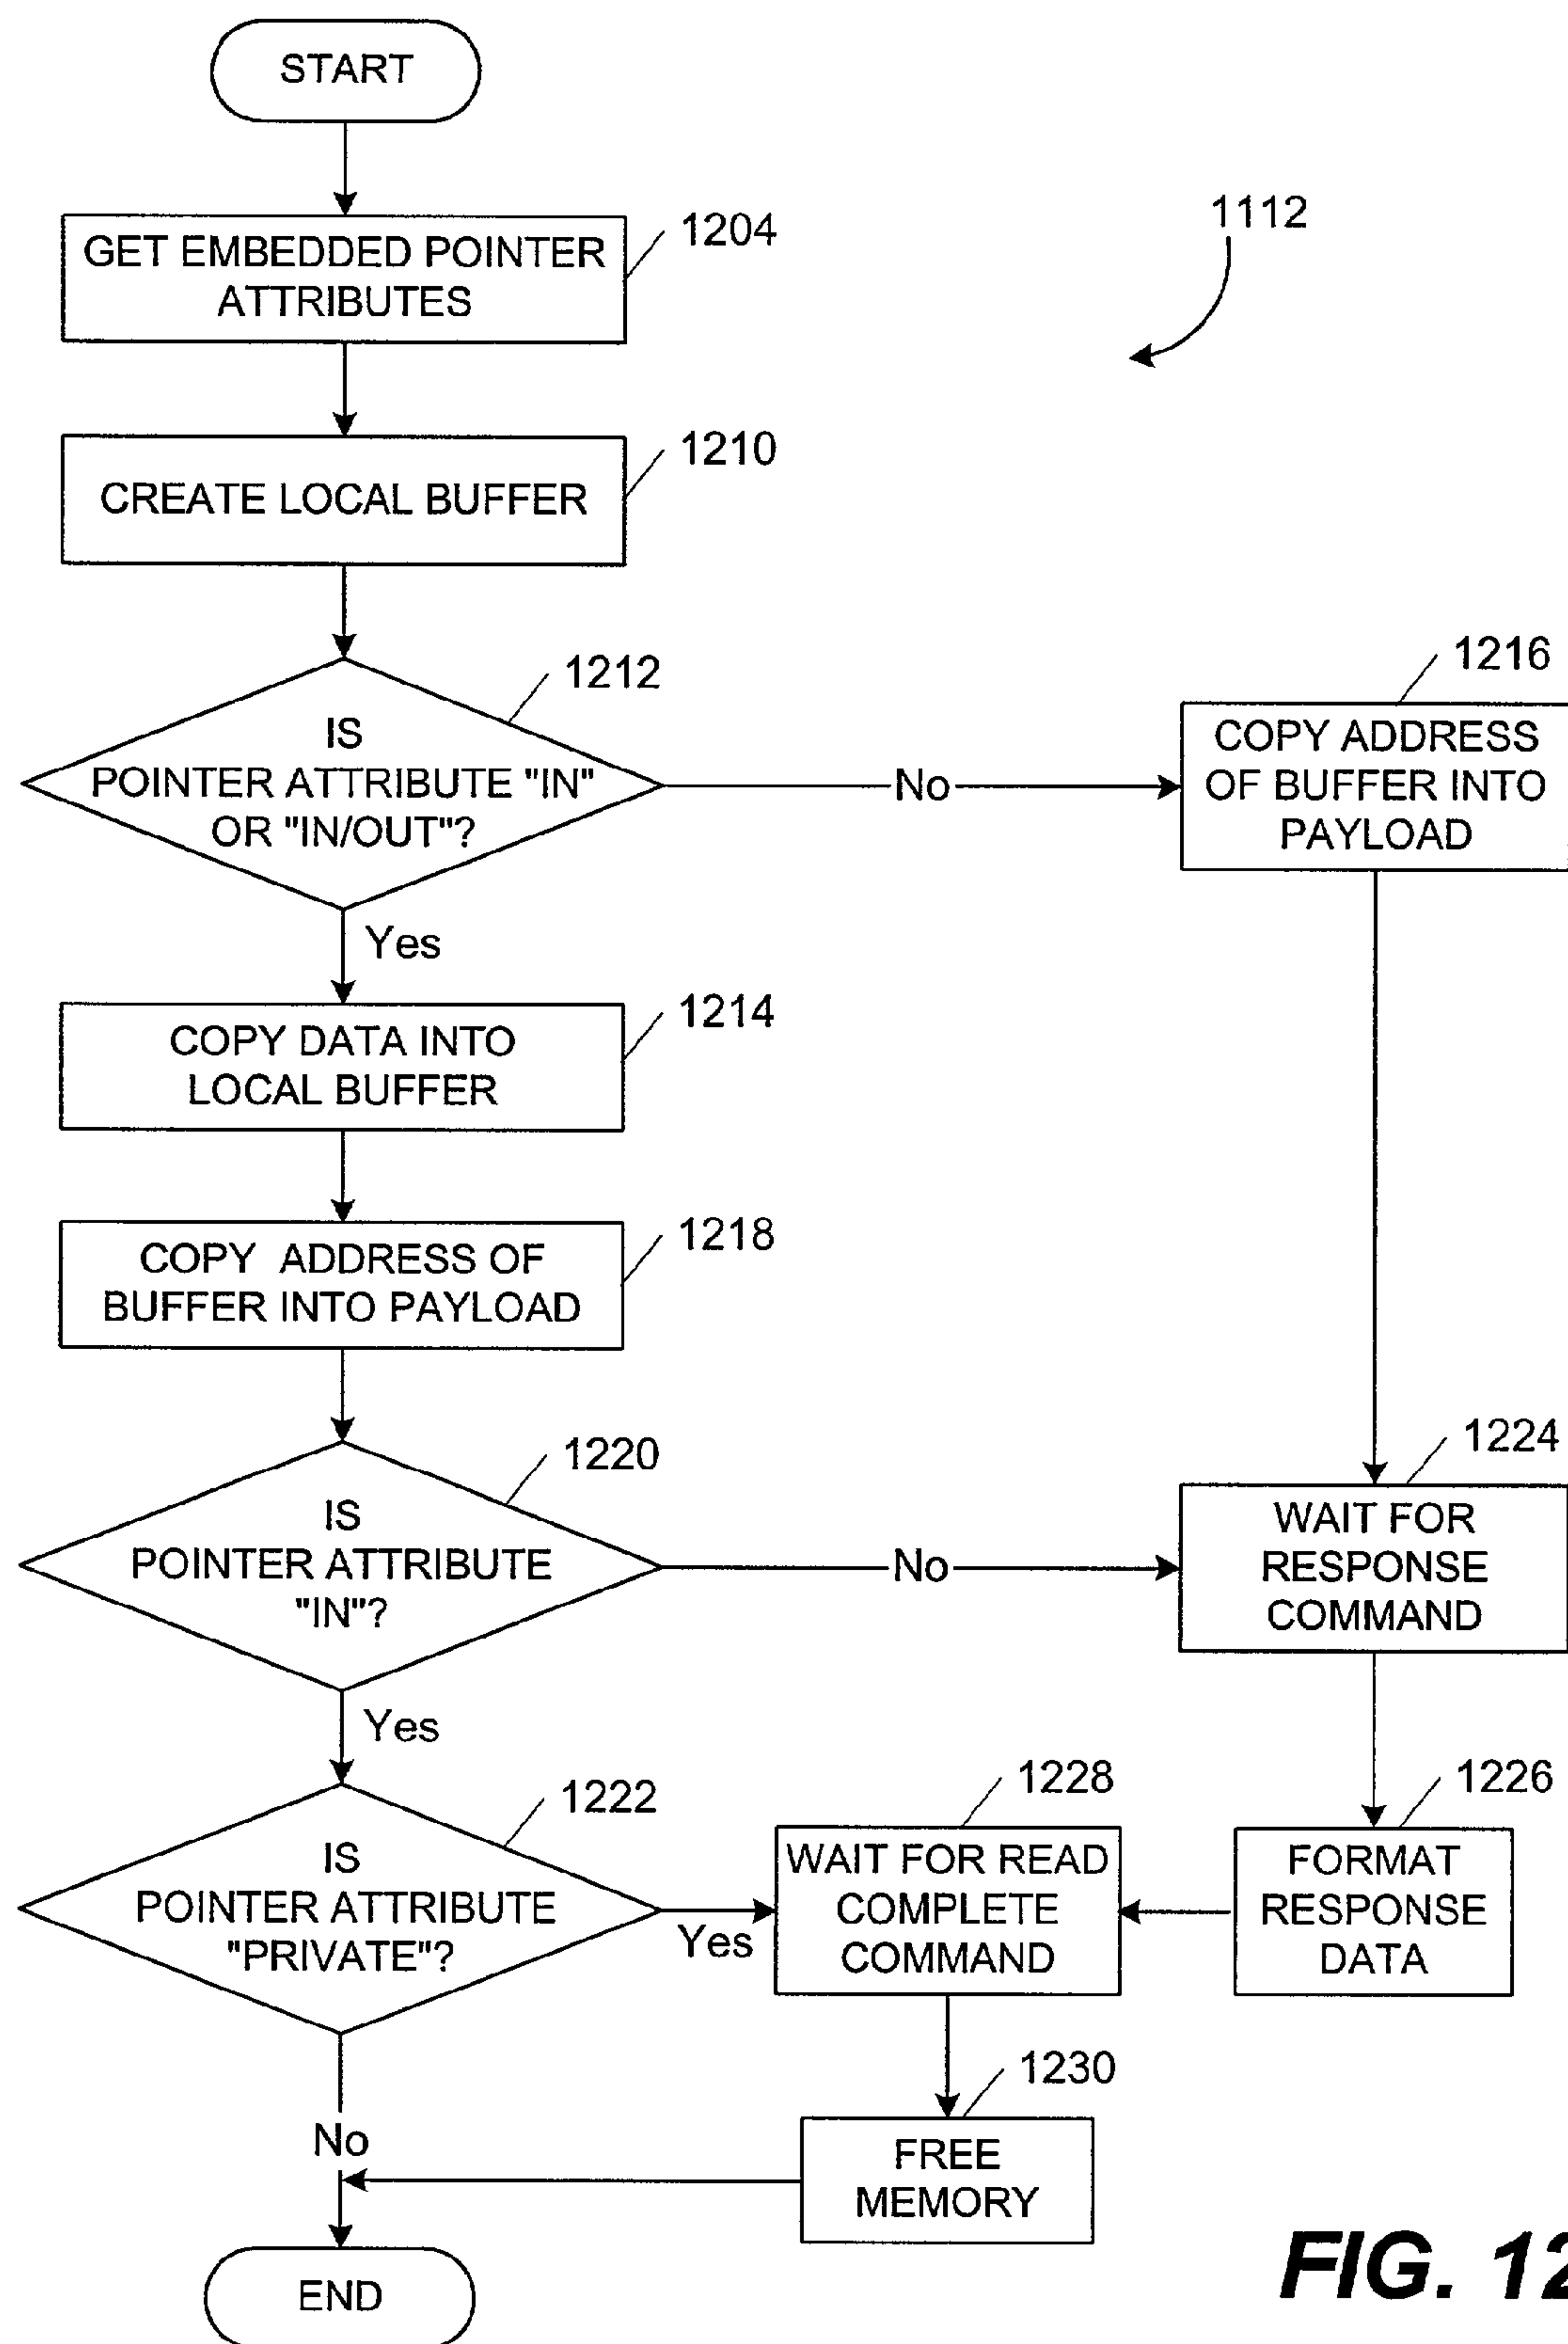 START
1204
GET EMBEDDED POINTER
ATTRIBUTES
1112
1210
CREATE LOCAL BUFFER
1212
IS
POINTER ATTRIBUTE "IN"
OR "IN/OUT"?
No
1216
COPY ADDRESS
OF BUFFER INTO
PAYLOAD
Yes
1214
COPY DATA INTO
LOCAL BUFFER
1218
COPY ADDRESS OF
BUFFER INTO PAYLOAD
1220
IS
POINTER ATTRIBUTE
"IN"?
No
1224
WAIT FOR
RESPONSE
COMMAND
Yes
1222
IS
POINTER ATTRIBUTE
"PRIVATE"?
Yes
1228
WAIT FOR READ
COMPLETE
COMMAND
1226
FORMAT
RESPONSE
DATA
No
1230
FREE
MEMORY
END
FIG. 12